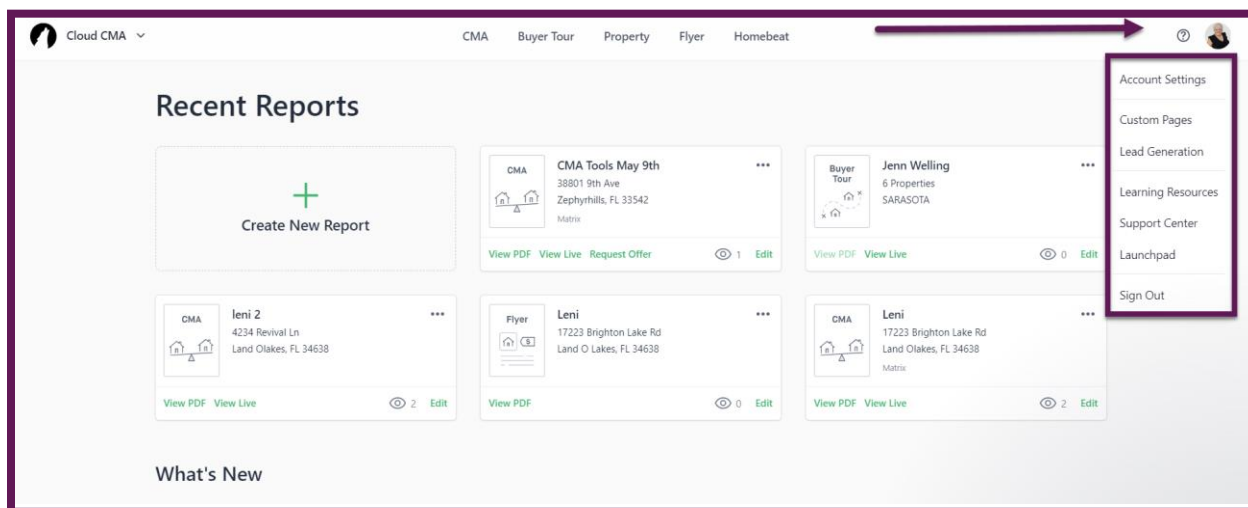 Cloud CMA
CMA Buyer Tour Property Flyer Homebeat
?
Account Settings
Custom Pages
Lead Generation
Learning Resources
Support Center
Launchpad
Sign Out
Recent Reports
Create New Report
CMA
CMA Tools May 9th
38801 9th Ave
Zephyrhills, FL 33542
Matrix
View PDF View Live Request Offer 1 Edit
Buyer
Tour
Jenn Welling
6 Properties
SARASOTA
View PDF View Live 0 Edit
CMA
leni 2
4234 Revival Ln
Land Olakes, FL 34638
View PDF View Live 2 Edit
Flyer
$
Leni
17223 Brighton Lake Rd
Land O Lakes, FL 34638
View PDF 0 Edit
CMA
Leni
17223 Brighton Lake Rd
Land Olakes, FL 34638
Matrix
View PDF View Live 2 Edit
What's New